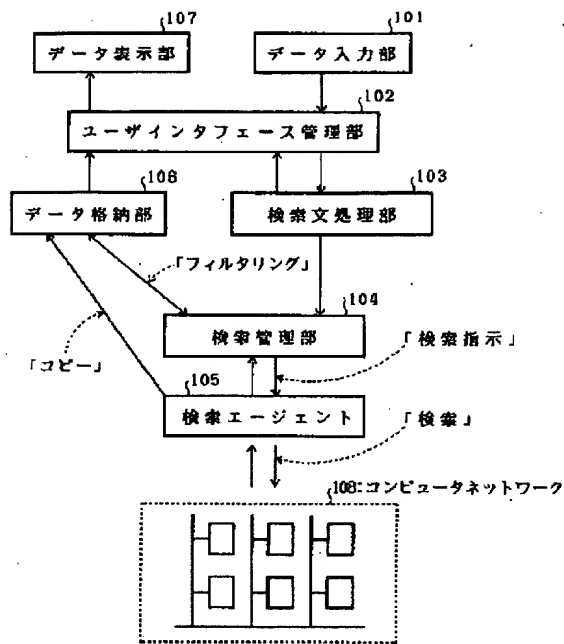 107
データ表示部
101
データ入力部
102
ユーザインタフェース管理部
106
データ格納部
103
検索文処理部
「フィルタリング」
104
検索管理部
「検索指示」
「コピー」
105
検索エージェント
「検索」
108:コンピュータネットワーク